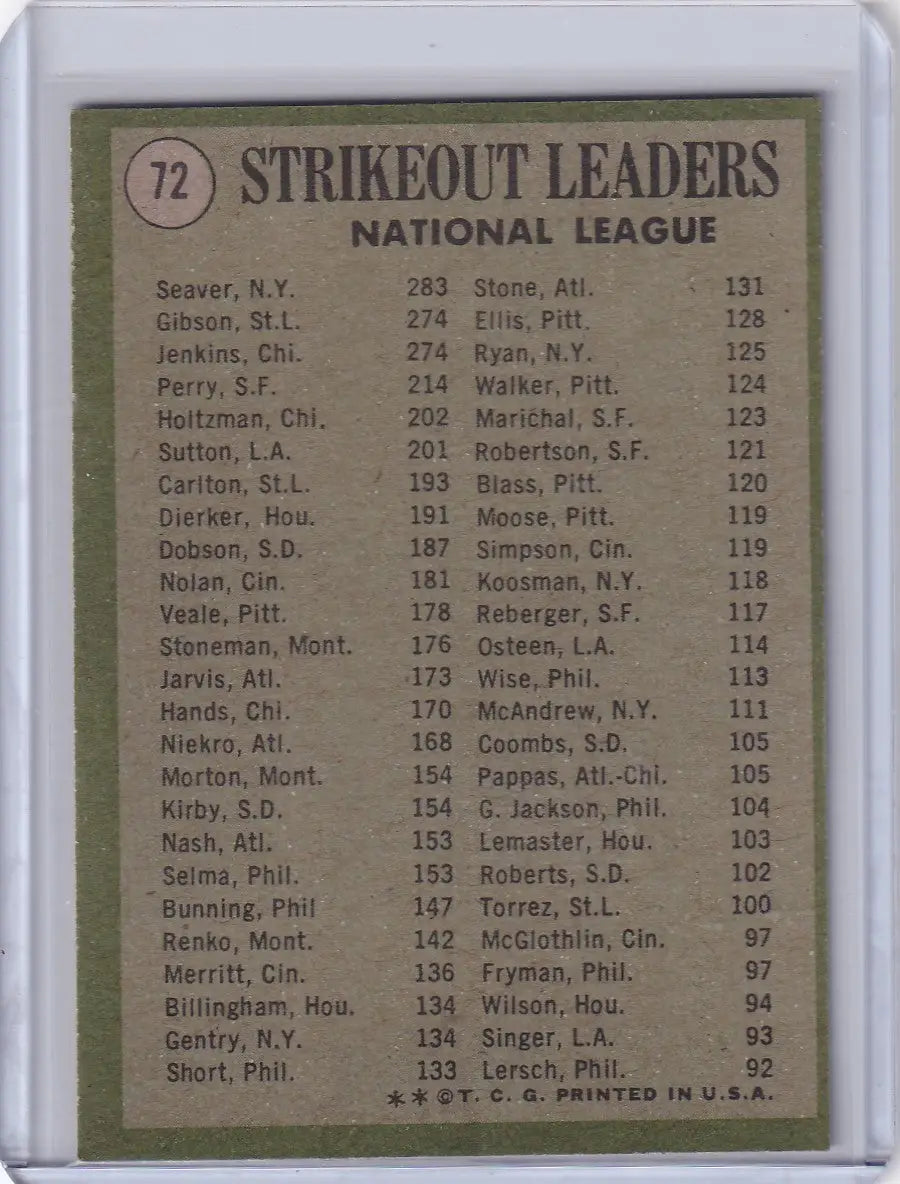 72 STRIKEOUT LEADERS
NATIONAL LEAGUE
Seaver, N.Y. 283 Stone, Atl. 131
Gibson, St.L. 274 Ellis, Pitt. 128
Jenkins, Chi. 274 Ryan, N.Y. 125
Perry, S.F. 214 Walker, Pitt. 124
Holtzman, Chi. 202 Marichal, S.F. 123
Sutton, L.A. 201 Robertson, S.F. 121
Carlton, St.L. 193 Blass, Pitt. 120
Dierker, Hou. 191 Moose, Pitt. 119
Dobson, S.D. 187 Simpson, Cin. 119
Nolan, Cin. 181 Koosman, N.Y. 118
Veale, Pitt. 178 Reberger, S.F. 117
Stoneman, Mont. 176 Osteen, L.A. 114
Jarvis, Atl. 173 Wise, Phil. 113
Hands, Chi. 170 McAndrew, N.Y. 111
Niekro, Atl. 168 Coombs, S.D. 105
Morton, Mont. 154 Pappas, Atl.-Chi. 105
Kirby, S.D. 154 G. Jackson, Phil. 104
Nash, Atl. 153 Lemaster, Hou. 103
Selma, Phil. 153 Roberts, S.D. 102
Bunning, Phil 147 Torrez, St.L. 100
Renko, Mont. 142 McGlothlin, Cin. 97
Merritt, Cin. 136 Fryman, Phil. 97
Billingham, Hou. 134 Wilson, Hou. 94
Gentry, N.Y. 134 Singer, L.A. 93
Short, Phil. 133 Lersch, Phil. 92
**©T. C. G. PRINTED IN U.S.A.